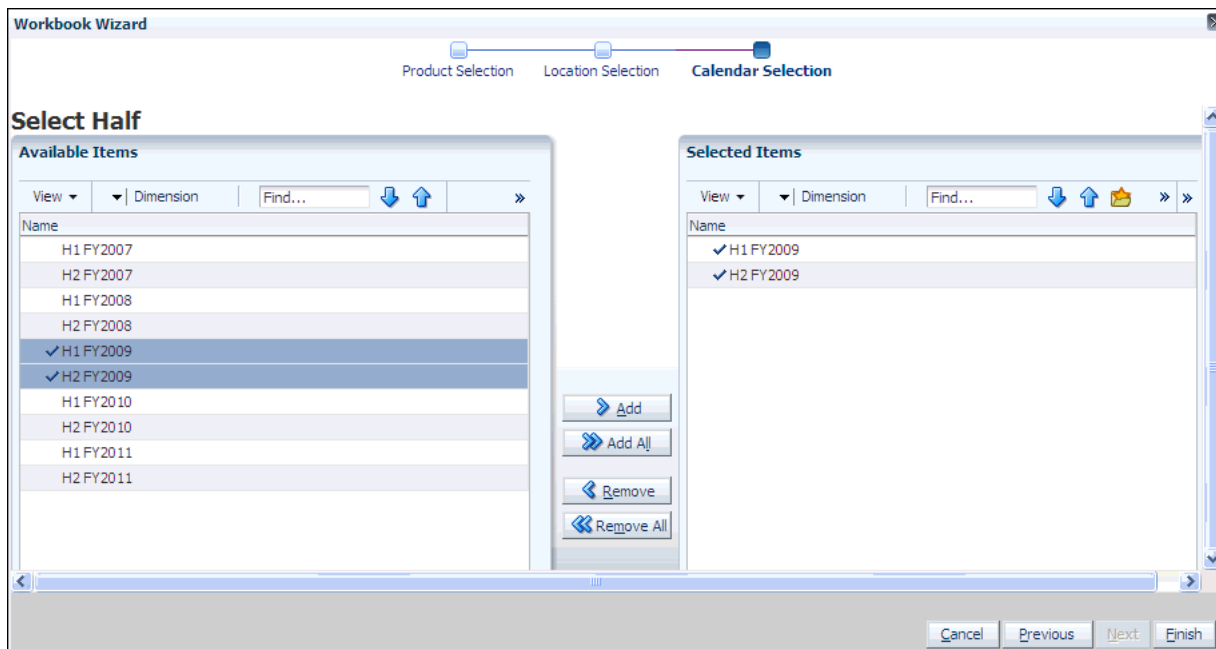 Workbook Wizard
Product Selection Location Selection Calendar Selection
Select Half
Available Items
View Dimension Find... »
Name
H1 FY2007
H2 FY2007
H1 FY2008
H2 FY2008
H1 FY2009
H2 FY2009
H1 FY2010
H2 FY2010
H1 FY2011
H2 FY2011
Add
Add All
Remove
Remove All
Selected Items
View Dimension Find... » »
Name
H1 FY2009
H2 FY2009
Cancel Previous Next Finish